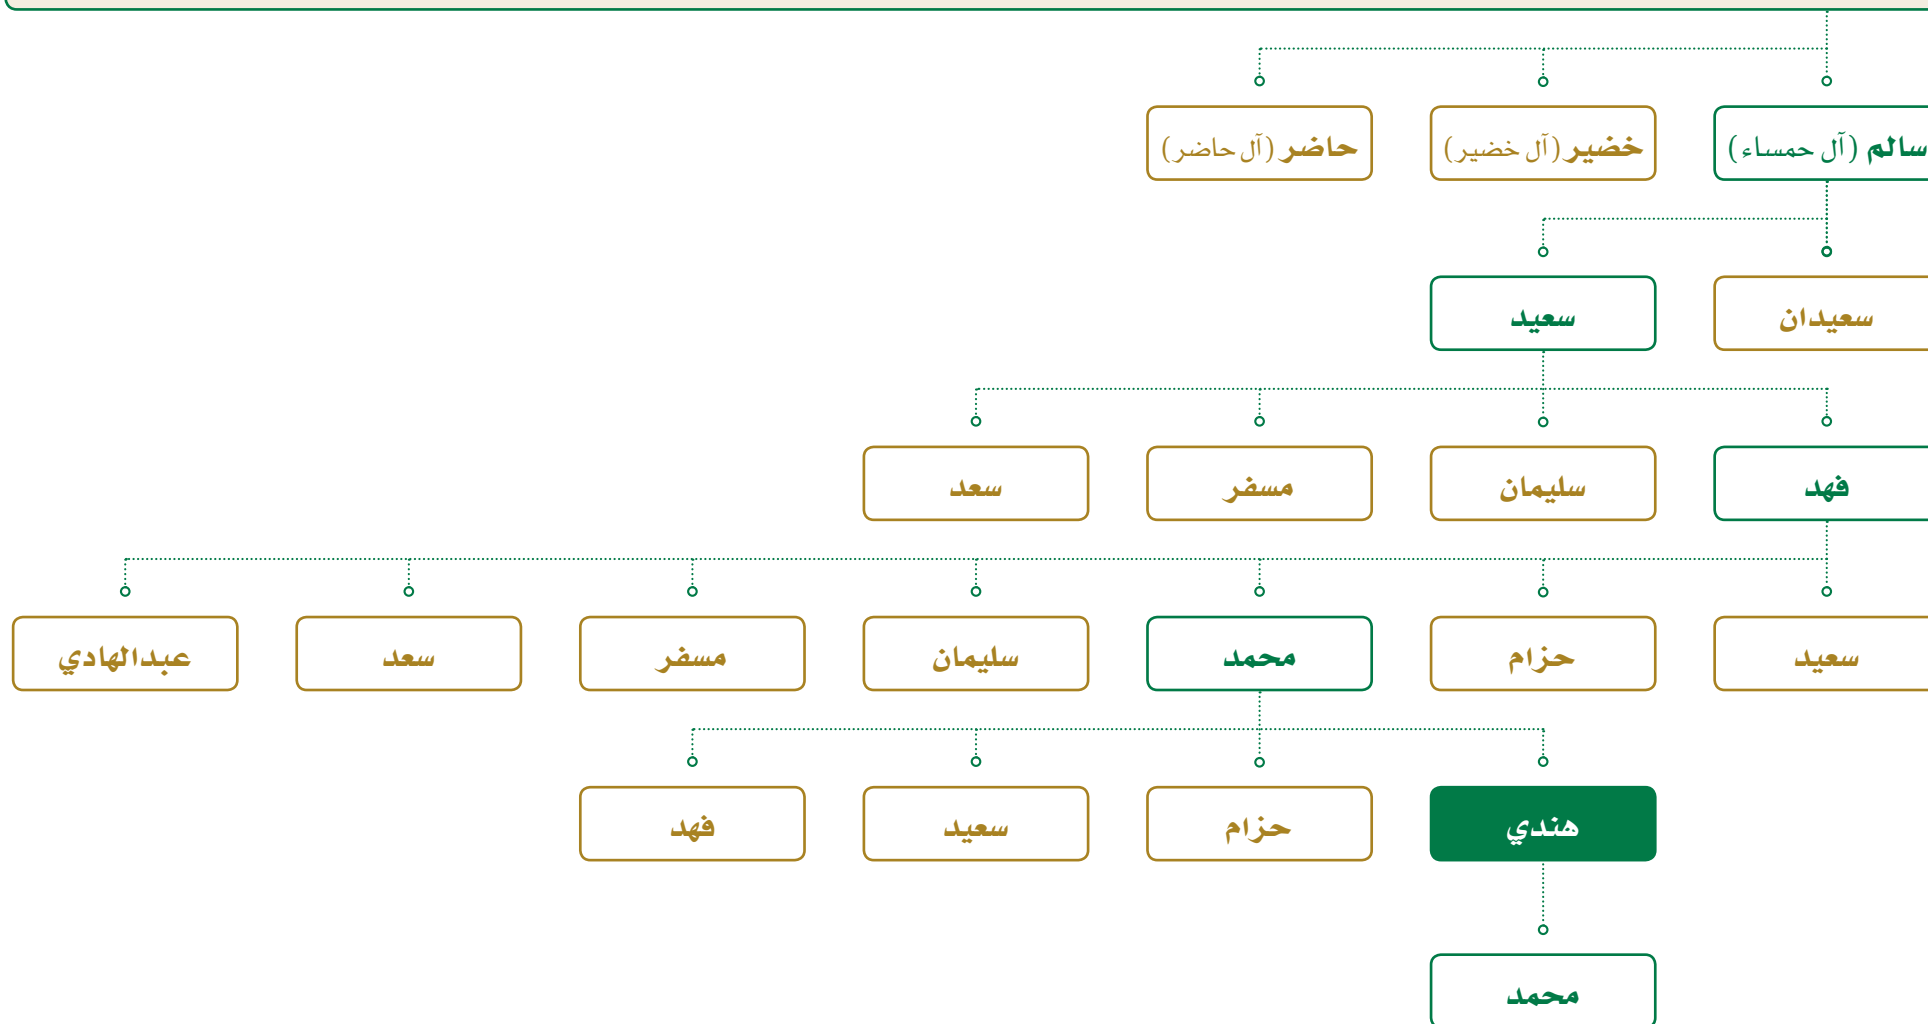 سالم (آل حمساء)
خضير (آل خضير)
حاضر (آل حاضر)
سعيدان
سعيد
فهد
سليمان
مسفر
سعد
سعيد
حزام
محمد
سليمان
مسفر
سعد
عبدالهادي
هندي
حزام
سعيد
فهد
محمد